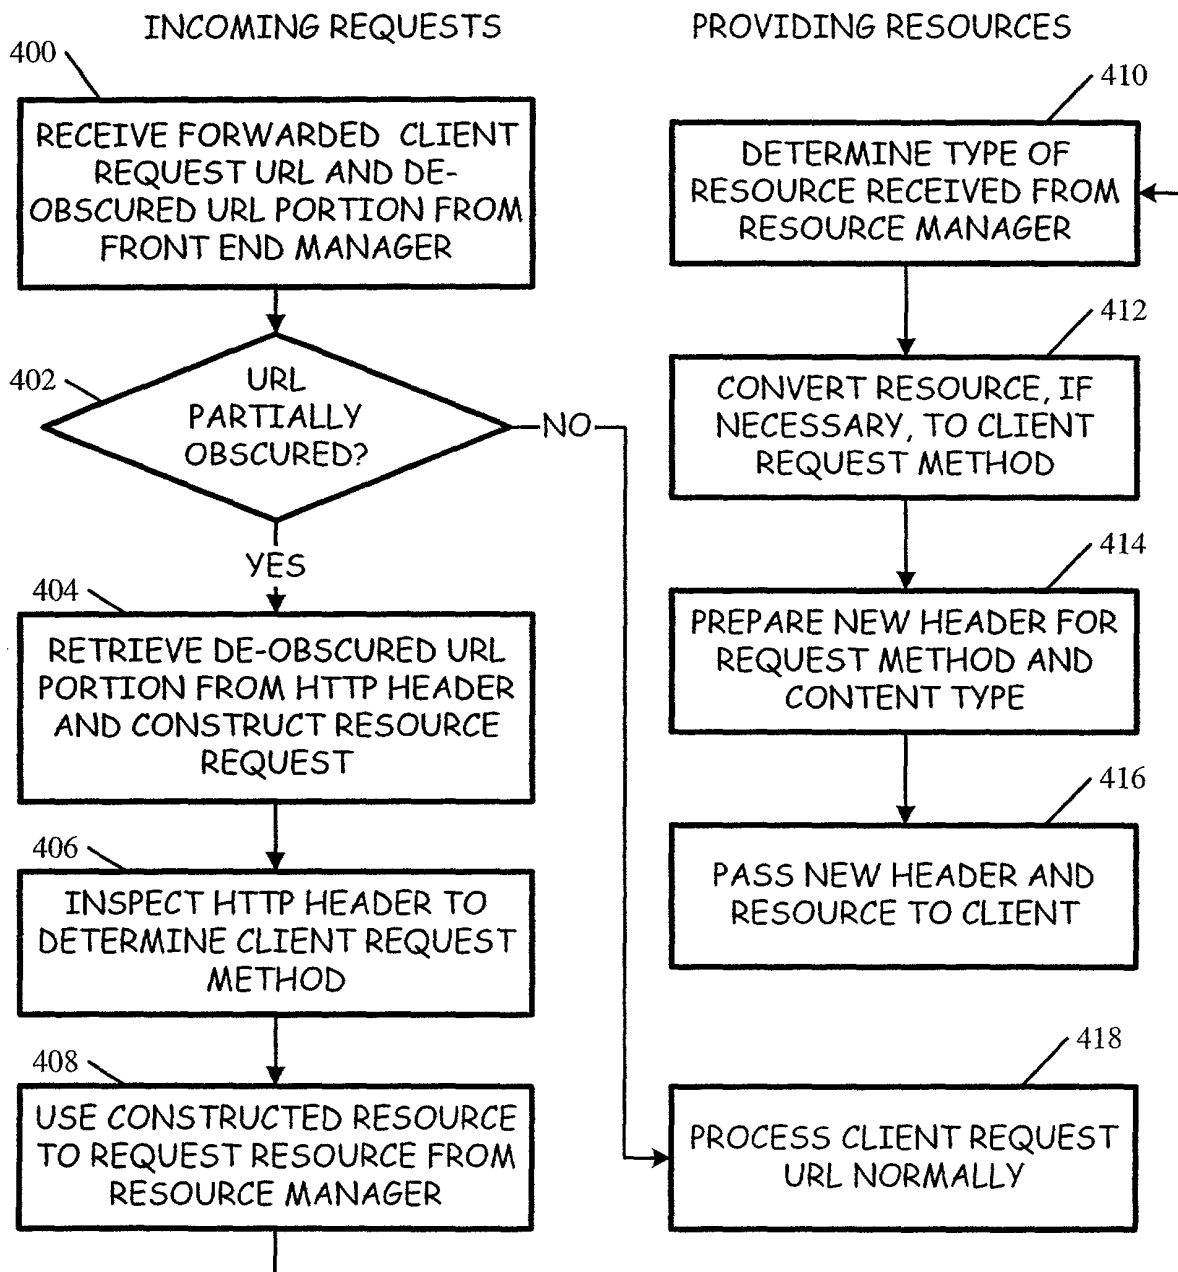 INCOMING REQUESTS
400
RECEIVE FORWARDED CLIENT
REQUEST URL AND DE-
OBSCURED URL PORTION FROM
FRONT END MANAGER
402
URL
PARTIALLY
OBSCURED?
NO
YES
404
RETRIEVE DE-OBSCURED URL
PORTION FROM HTTP HEADER
AND CONSTRUCT RESOURCE
REQUEST
406
INSPECT HTTP HEADER TO
DETERMINE CLIENT REQUEST
METHOD
408
USE CONSTRUCTED RESOURCE
TO REQUEST RESOURCE FROM
RESOURCE MANAGER
PROVIDING RESOURCES
410
DETERMINE TYPE OF
RESOURCE RECEIVED FROM
RESOURCE MANAGER
412
CONVERT RESOURCE, IF
NECESSARY, TO CLIENT
REQUEST METHOD
414
PREPARE NEW HEADER FOR
REQUEST METHOD AND
CONTENT TYPE
416
PASS NEW HEADER AND
RESOURCE TO CLIENT
418
PROCESS CLIENT REQUEST
URL NORMALLY